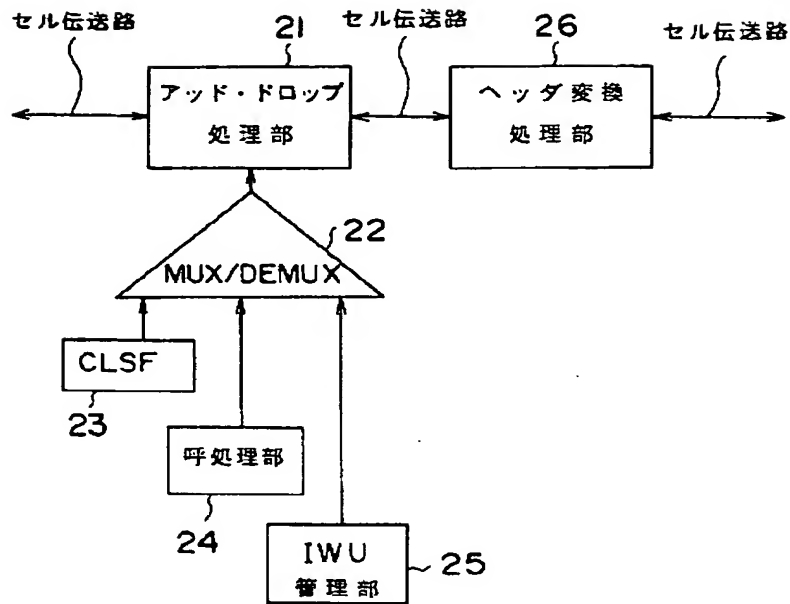 セル伝送路
21
セル伝送路
26
セル伝送路
アッド・ドロップ
処理部
ヘッダ変換
処理部
22
MUX/DEMUX
CLSF
23
呼処理部
24
IWU
管理部
25